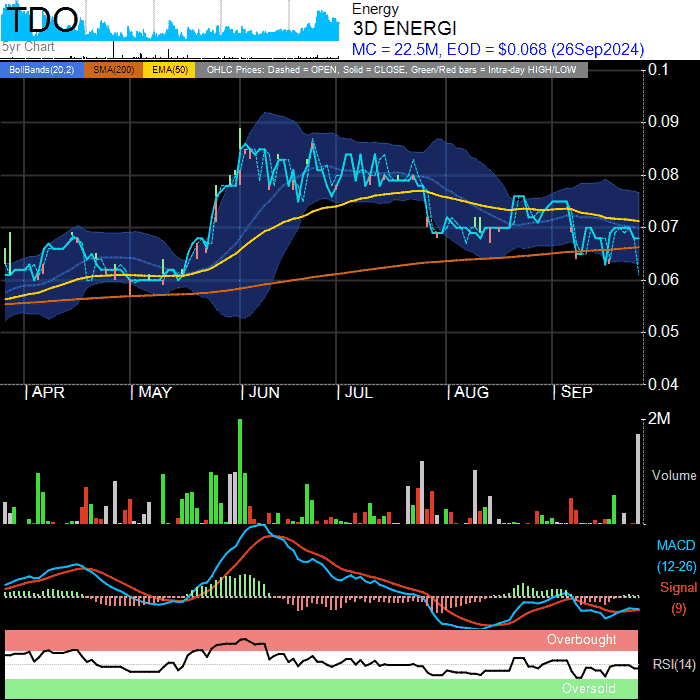 TDO
5yr Chart
Energy
3D ENERGI
MC = 22.5M, EOD = $0.068 (26Sep2024)
BollBands(20,2) SMA(200) EMA(50) OHLC Prices: Dashed = OPEN, Solid = CLOSE, Green/Red bars = Intra-day HIGH/LOW
0.1
0.09
0.08
0.07
0.06
0.05
0.04
APR MAY JUN JUL AUG SEP
2M
Volume
MACD
(12-26)
Signal
(9)
Overbought
RSI(14)
Oversold